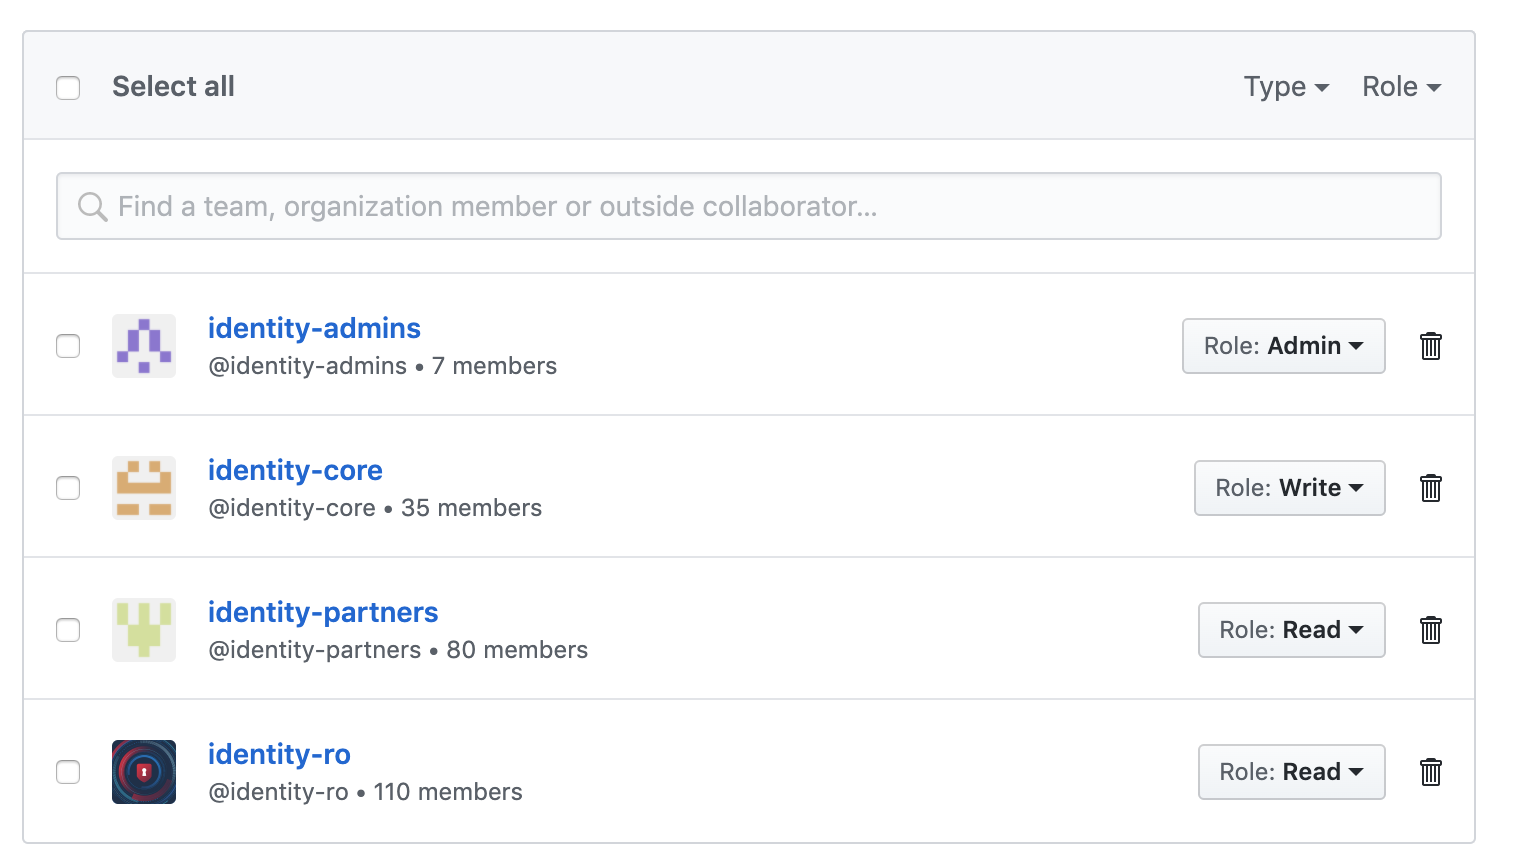 Select all Type Role
Find a team, organization member or outside collaborator...
identity-admins
@identity-admins • 7 members
Role: Admin
identity-core
@identity-core • 35 members
Role: Write
identity-partners
@identity-partners • 80 members
Role: Read
identity-ro
@identity-ro • 110 members
Role: Read